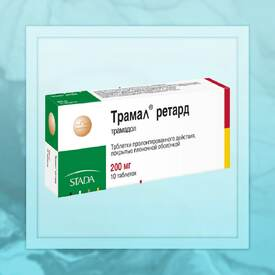 Трамал® ретард
трамадол
Таблетки пролонгированного действия,
покрытые пленочной оболочкой
200 мг
10 таблеток
STADA